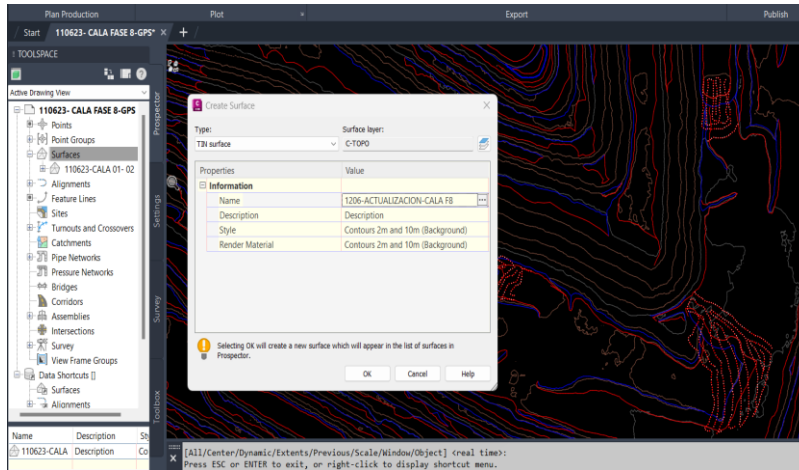 Plan Production
Plot
Export
Publish
Start
110623- CALA FASE 8-GPS*
TOOLSPACE
Active Drawing View
110623- CALA FASE 8-GPS
Points
Point Groups
Surfaces
110623-CALA 01- 02
Alignments
Feature Lines
Sites
Turnouts and Crossovers
Catchments
Pipe Networks
Pressure Networks
Bridges
Corridors
Assemblies
Intersections
Survey
View Frame Groups
Data Shortcuts []
Surfaces
Alignments
Prospector
Settings
Survey
Toolbox
Name Description
110623-CALA Description Co
Create Surface
Type:
Surface layer:
TIN surface
C-TOPO
Properties Value
Information
Name 1206-ACTUALIZACION-CALA F8
Description Description
Style Contours 2m and 10m (Background)
Render Material Contours 2m and 10m (Background)
Selecting OK will create a new surface which will appear in the list of surfaces in
Prospector.
OK Cancel Help
[All/Center/Dynamic/Extents/Previous/Scale/Window/Object] <real time>:
Press ESC or ENTER to exit, or right-click to display shortcut menu.